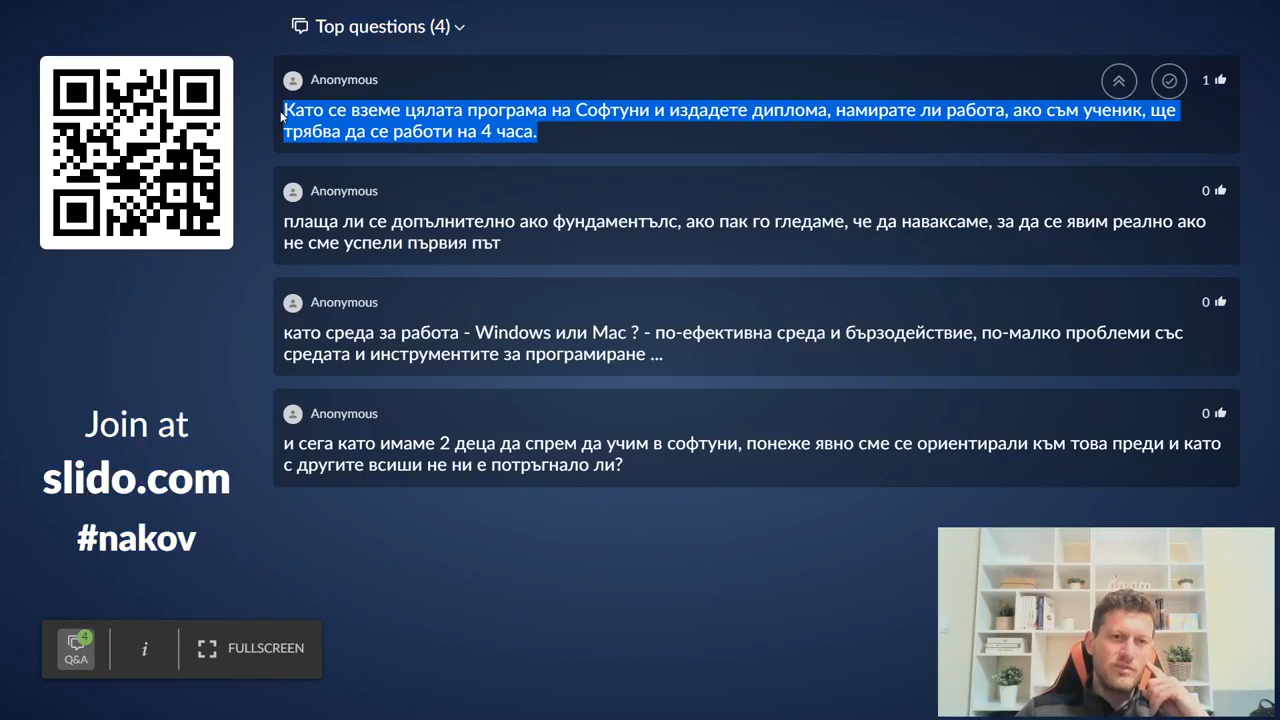 Top questions (4)
Anonymous
1
Като се вземе цялата програма на Софтуни и издадете диплома, намирате ли работа, ако съм ученик, ще
трябва да се работи на 4 часа.
Anonymous
0
плаща ли се допълнително ако фундаментълс, ако пак го гледаме, че да наваксаме, за да се явим реално ако
не сме успели първия път
Anonymous
0
като среда за работа - Windows или Mac ? - по-ефективна среда и бързодействие, по-малко проблеми със
средата и инструментите за програмиране ...
Anonymous
0
и сега като имаме 2 деца да спрем да учим в софтуни, понеже явно сме се ориентирали към това преди и като
с другите всиши не ни е потръгнало ли?
Join at
slido.com
#nakov
4
Q&A
i
FULLSCREEN